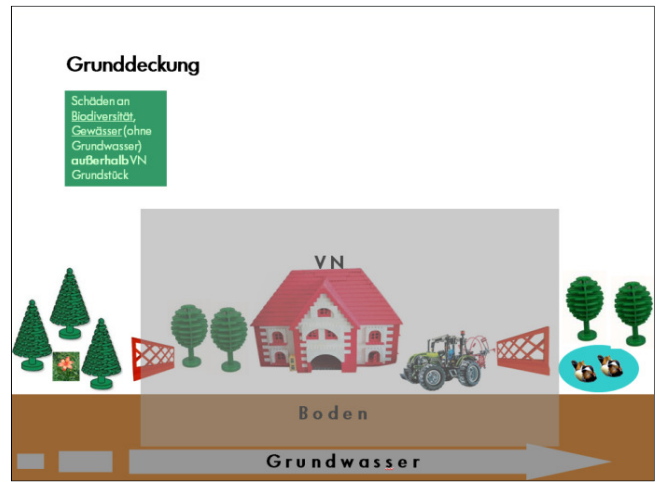 Grunddeckung
Schäden an
Biodiversität,
Gewässer (ohne
Grundwasser)
außerhalb VN
Grundstück
VN
Boden
Grundwasser